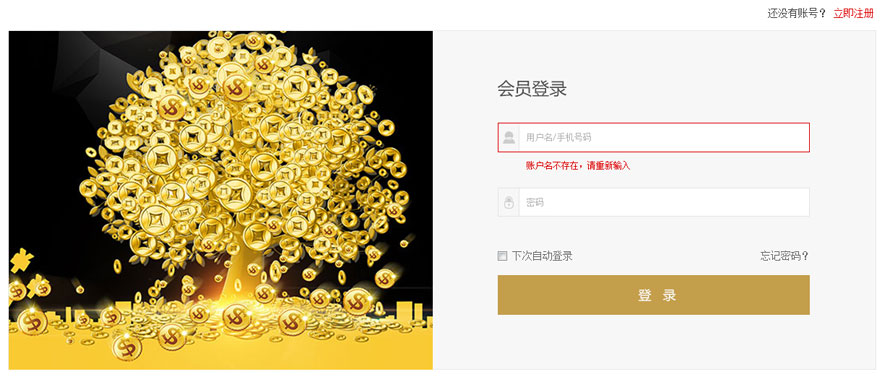 还没有账号？ 立即注册
会员登录
用户名/手机号码
账户名不存在，请重新输入
密码
下次自动登录 忘记密码？
登 录